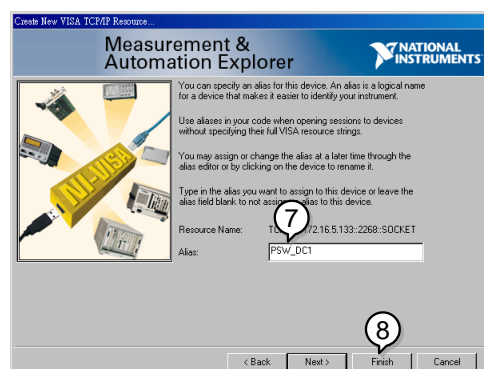 Create New VISA TCP/IP Resource...
Measurement &
Automation Explorer
NATIONAL
INSTRUMENTS
You can specify an alias for this device. An alias is a logical name
for a device that makes it easier to identify your instrument.
Use aliases in your code when opening sessions to devices
without specifying their full VISA resource strings.
You may assign or change the alias at a later time through the
alias editor or by clicking on the device to rename it.
Type in the alias you want to assign to this device or leave the
alias field blank to not alias to this device.
7
Resource Name: 72.16.5.133::2268::SOCKET
Alias: PSW_DC1
NI-VISA
8
< Back Next > Finish Cancel